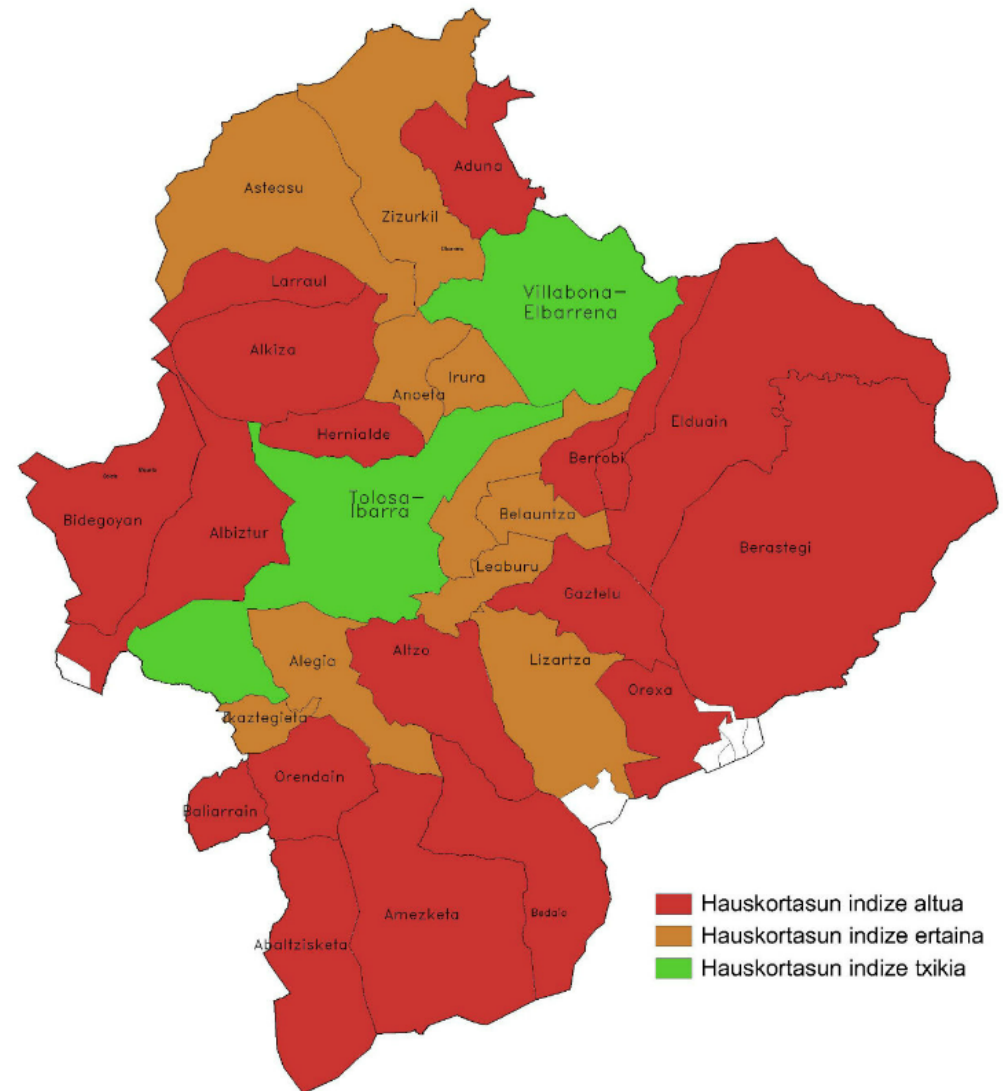 Aduna
Asteasu
Zizurkil
Larraul
Villabona-
Elbarrena
Alkiza
Irura
Anoeta
Elduain
Hernialde
Berrobi
Tolosa-
Ibarra
Belauntza
Bidegoyan
Albiztur
Berastegi
Leaburu
Gaztelu
Altzo
Lizartza
Alegia
Orexa
Ikaztegieta
Orendain
Baliarrain
Amezketa
Bedaio
Abaltzisketa
Hauskortasun indize altua
Hauskortasun indize ertaina
Hauskortasun indize txikia